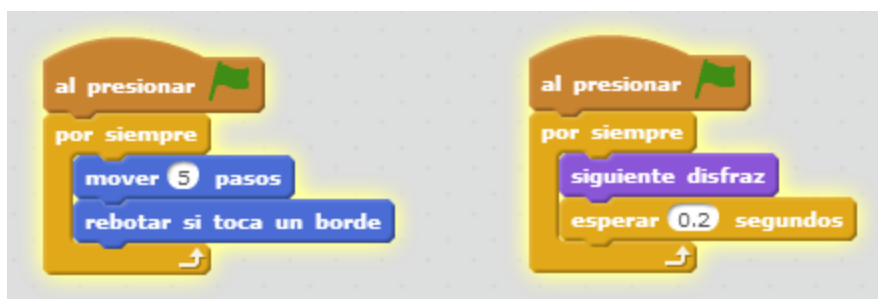 al presionar
por siempre
mover 5 pasos
rebotar si toca un borde
al presionar
por siempre
siguiente disfraz
esperar 0.2 segundos